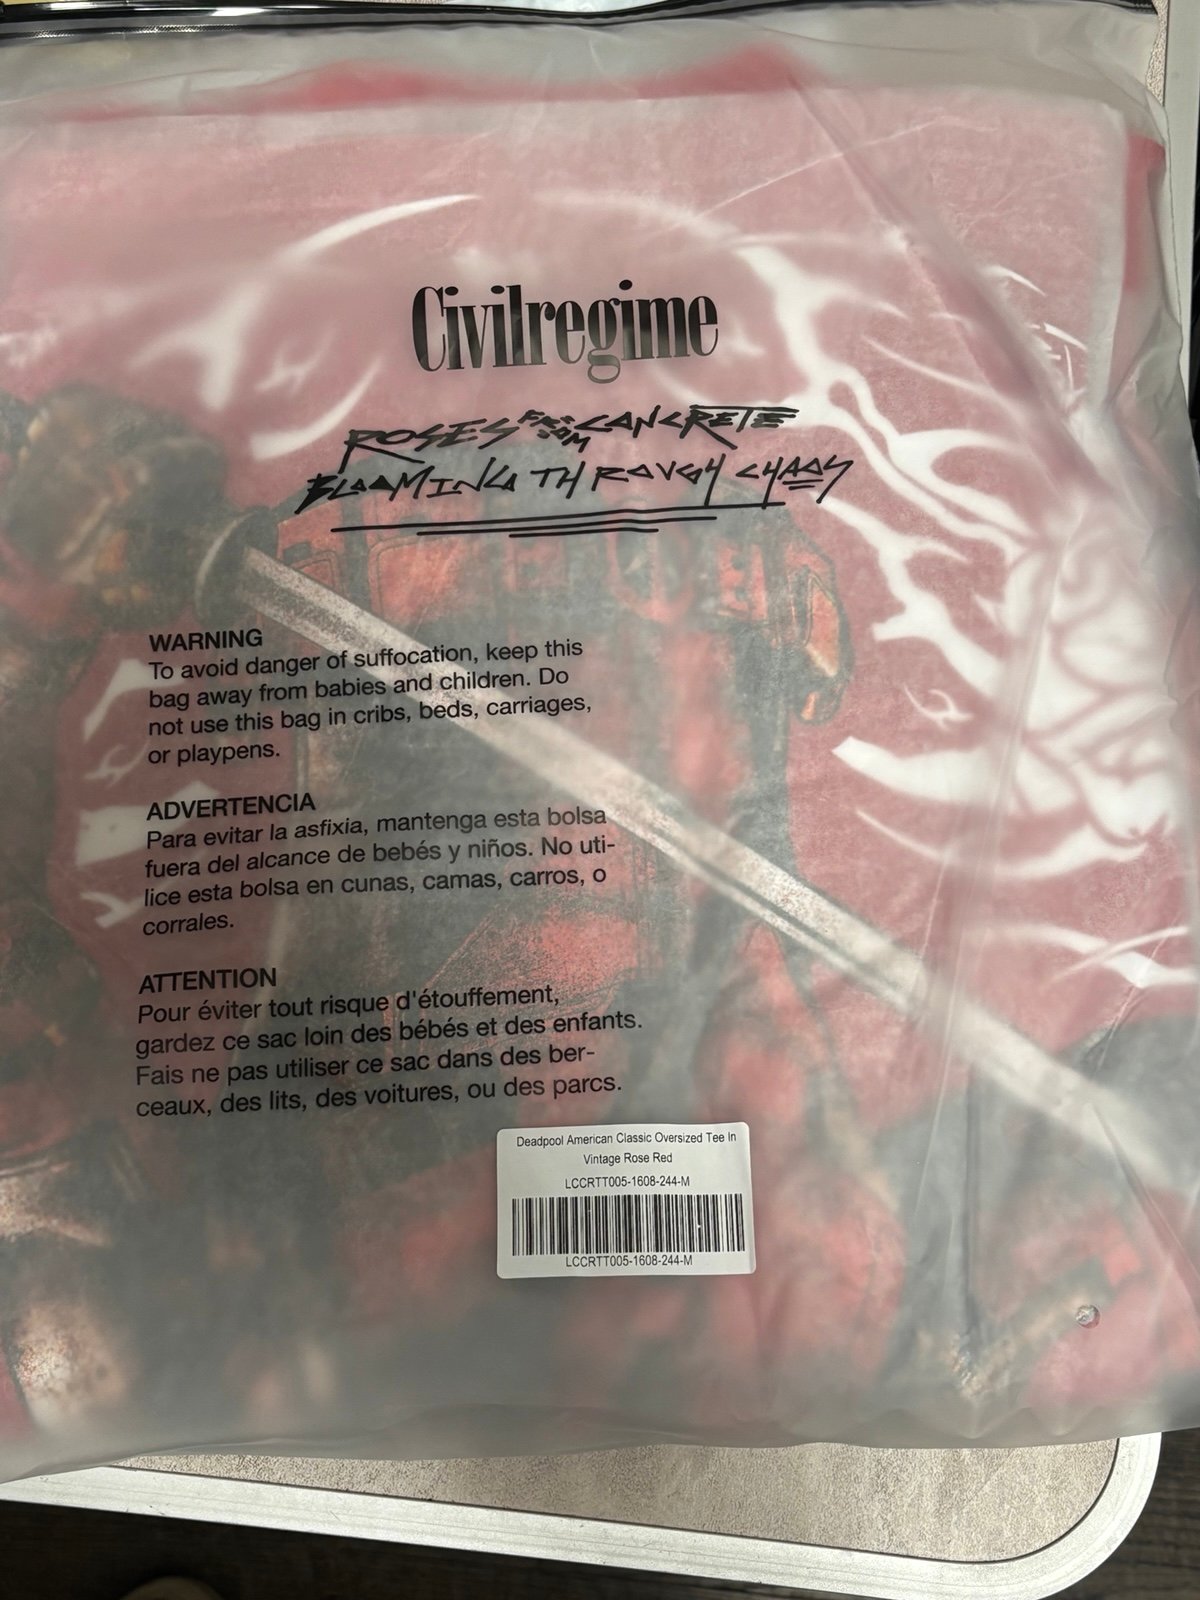 Civilregime
ROSES FROM CONCRETE
BLOOMING THROUGH CHAOS
WARNING
To avoid danger of suffocation, keep this
bag away from babies and children. Do
not use this bag in cribs, beds, carriages,
or playpens.
ADVERTENCIA
Para evitar la asfixia, mantenga esta bolsa
fuera del alcance de bebés y niños. No uti-
lice esta bolsa en cunas, camas, carros, o
corrales.
ATTENTION
Pour éviter tout risque d'étouffement,
gardez ce sac loin des bébés et des enfants.
Fais ne pas utiliser ce sac dans des ber-
ceaux, des lits, des voitures, ou des parcs.
Deadpool American Classic Oversized Tee In
Vintage Rose Red
LCCRTT005-1608-244-M
LCCRTT005-1608-244-M